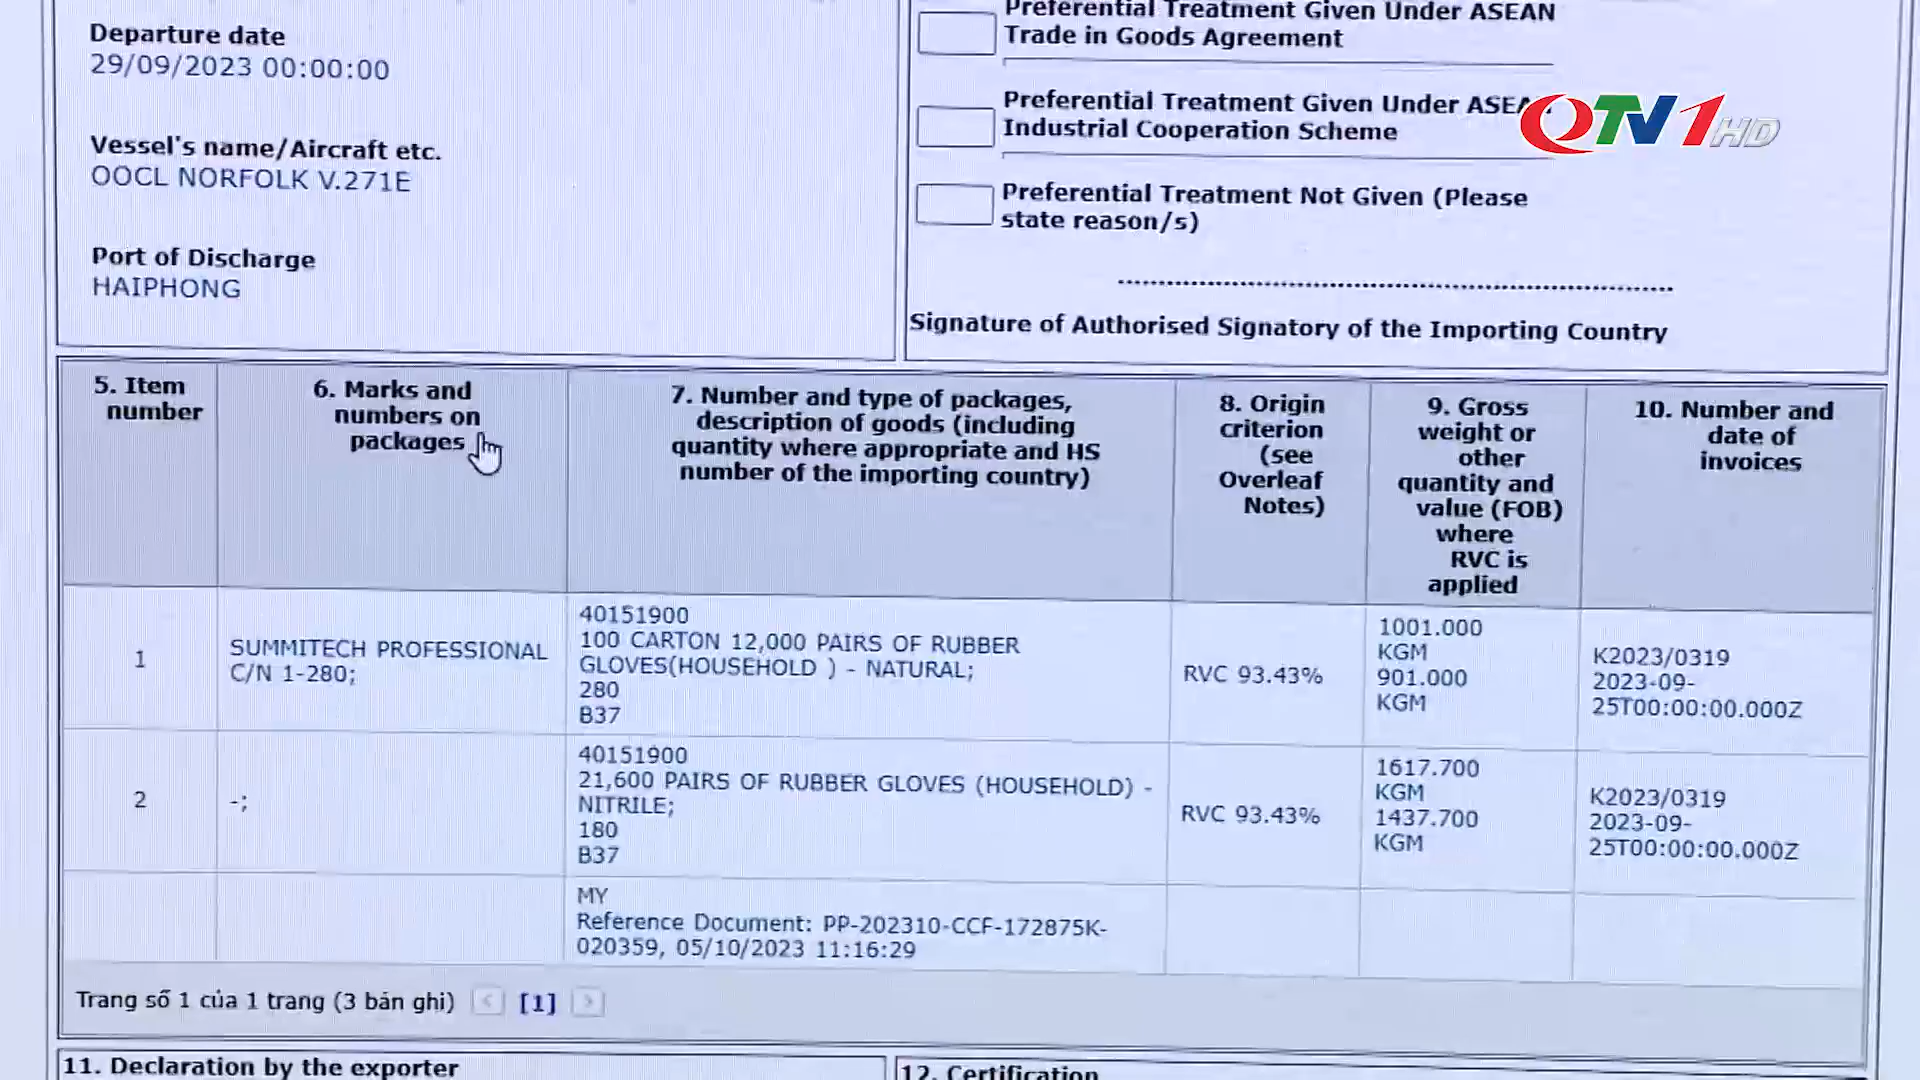 Departure date
29/09/2023 00:00:00
Vessel's name/Aircraft etc.
OOCL NORFOLK V.271E
Port of Discharge
HAIPHONG
Preferential Treatment Given Under ASEAN
Trade in Goods Agreement
Preferential Treatment Given Under ASEA
Industrial Cooperation Scheme
Preferential Treatment Not Given (Please
state reason/s)
Signature of Authorised Signatory of the Importing Country
QTV1HD
5. Item
number
6. Marks and
numbers on
packages
7. Number and type of packages,
description of goods (including
quantity where appropriate and HS
number of the importing country)
8. Origin
criterion
(see
Overleaf
Notes)
9. Gross
weight or
other
quantity and
value (FOB)
where
RVC is
applied
10. Number and
date of
invoices
1
SUMMITECH PROFESSIONAL
C/N 1-280;
40151900
100 CARTON 12,000 PAIRS OF RUBBER
GLOVES(HOUSEHOLD ) - NATURAL;
280
B37
RVC 93.43%
1001.000
KGM
901.000
KGM
K2023/0319
2023-09-
25T00:00:00.000Z
2
-;
40151900
21,600 PAIRS OF RUBBER GLOVES (HOUSEHOLD) -
NITRILE;
180
B37
RVC 93.43%
1617.700
KGM
1437.700
KGM
K2023/0319
2023-09-
25T00:00:00.000Z
MY
Reference Document: PP-202310-CCF-172875K-
020359, 05/10/2023 11:16:29
Trang số 1 của 1 trang (3 bản ghi) < [1] >
11. Declaration by the exporter
12. Certification